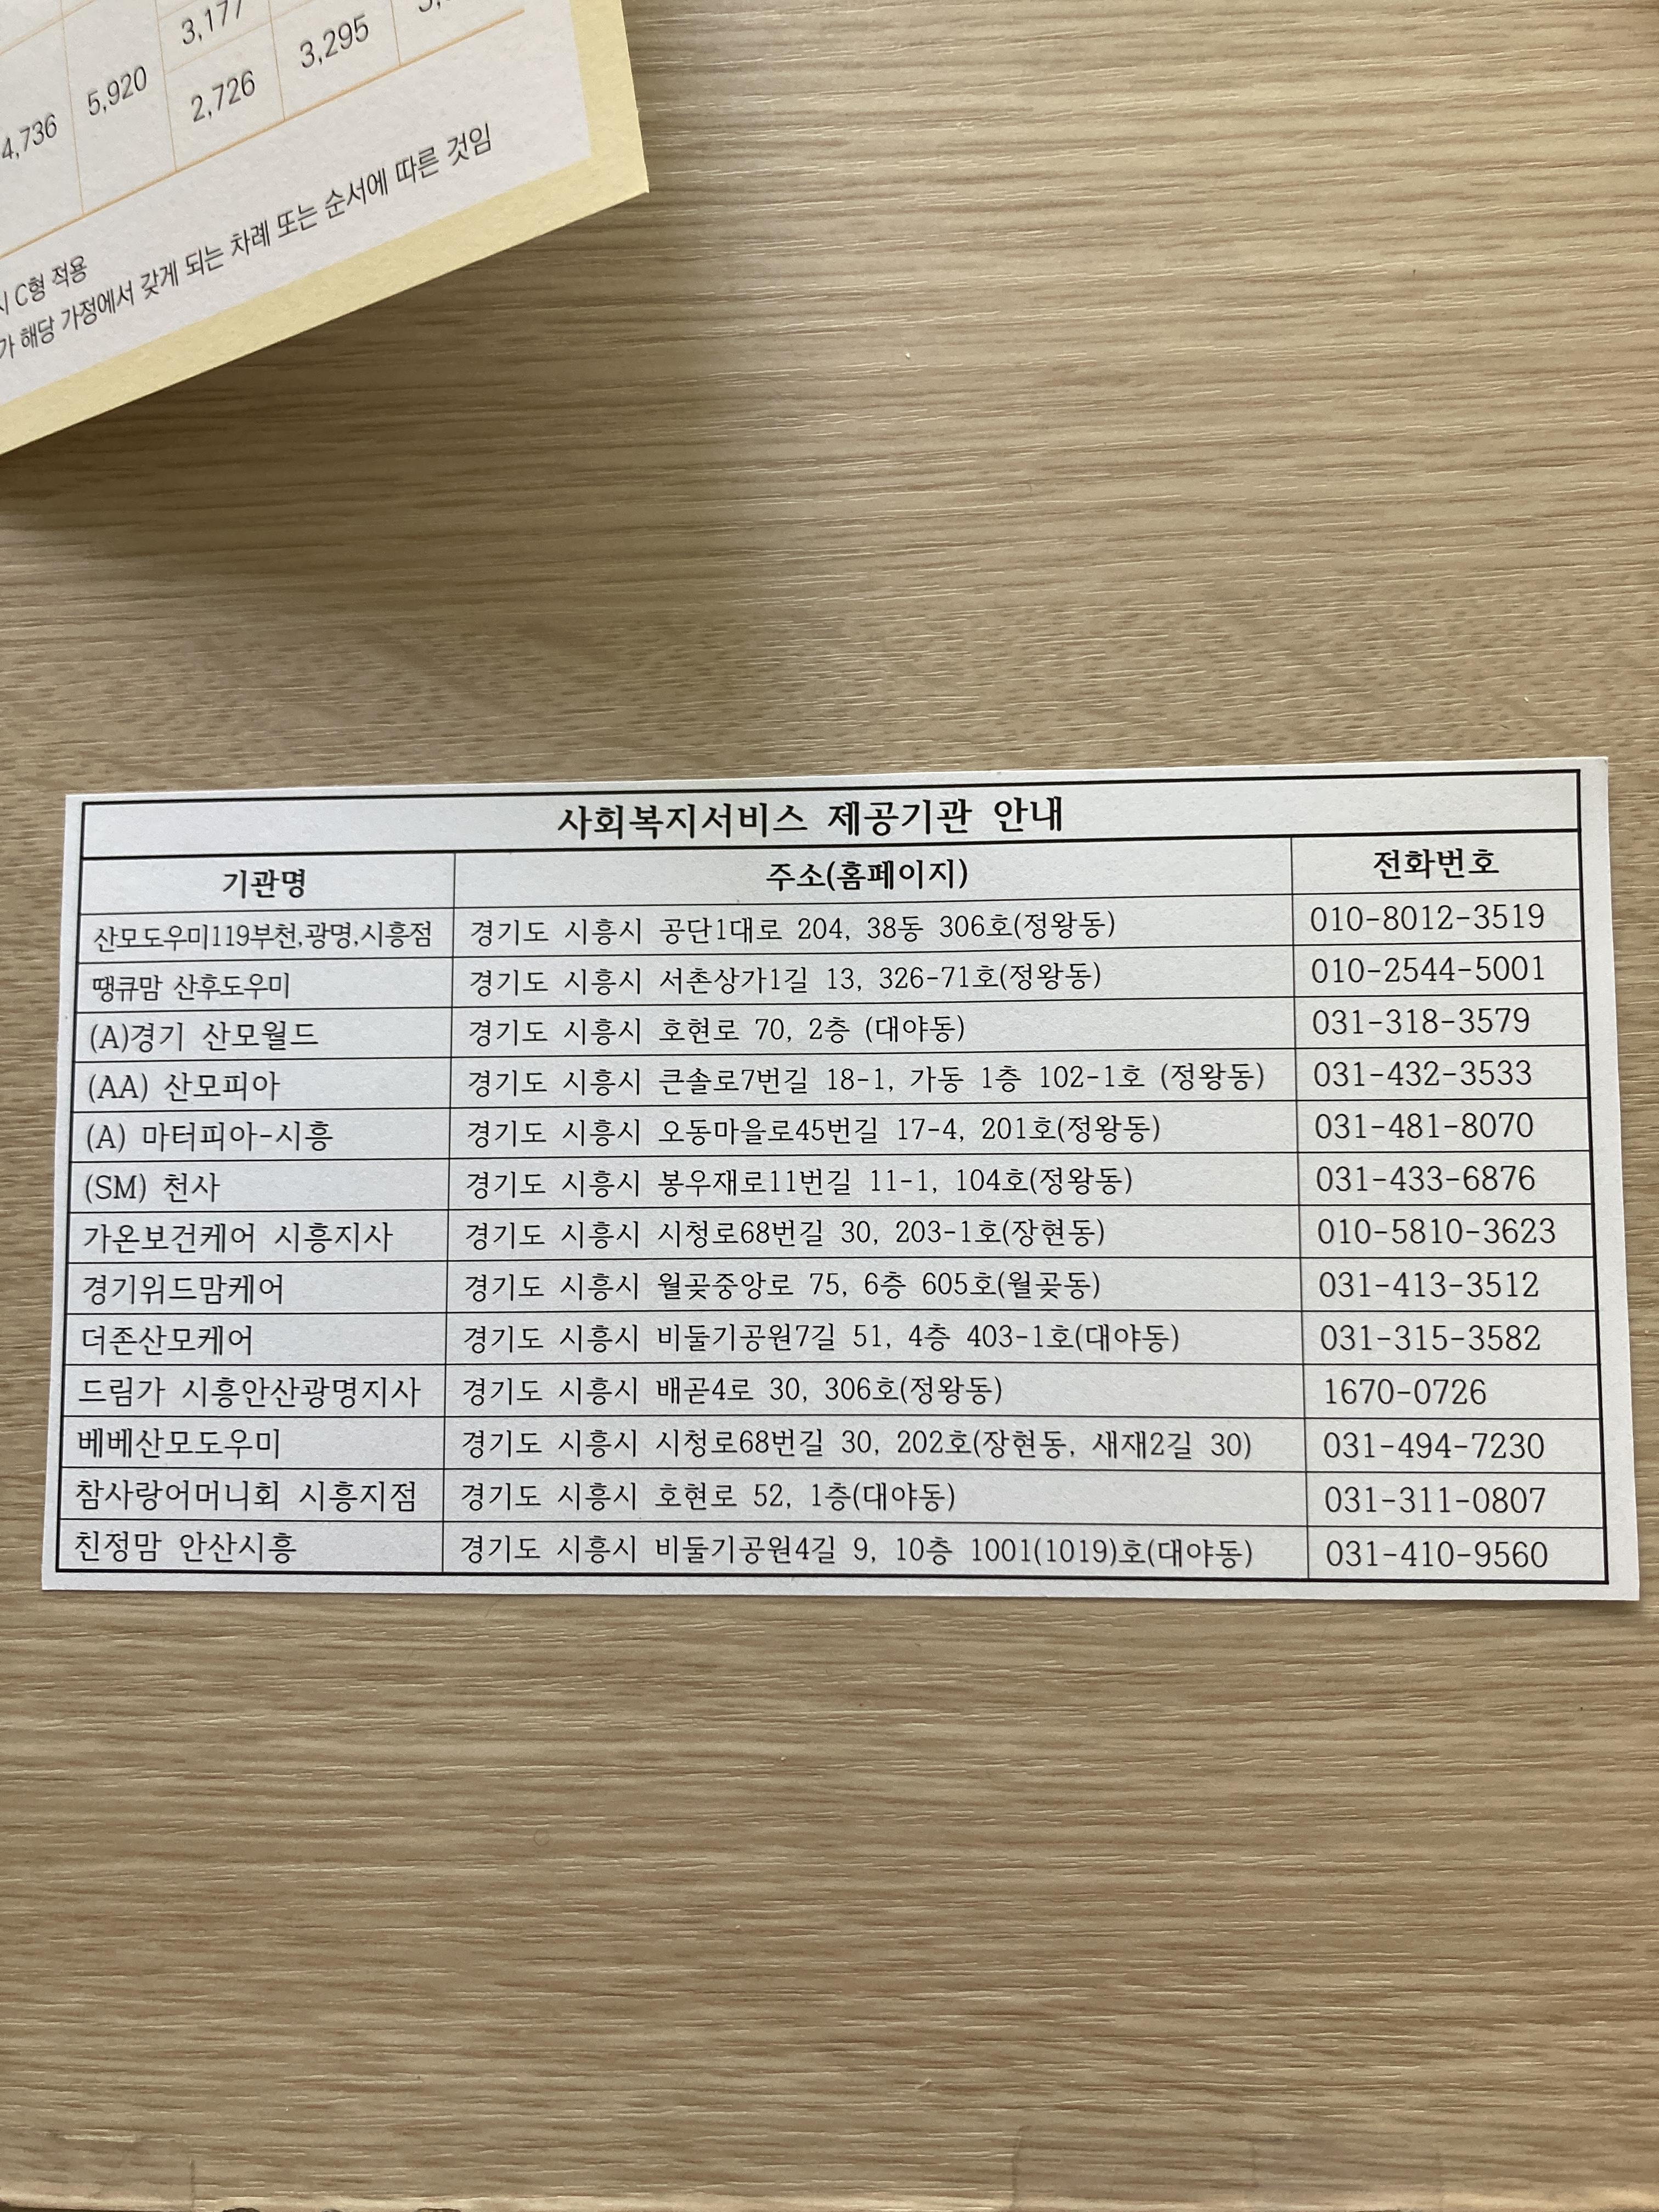 3,177
4,736 5,920 2,726 3,295
C형 적용
해당 가정에서 갖게 되는 차례 또는 순서에 따른 것임
사회복지서비스 제공기관 안내
기관명 주소(홈페이지) 전화번호
산모도우미119부천,광명,시흥점 경기도 시흥시 공단1대로 204, 38동 306호(정왕동) 010-8012-3519
땡큐맘 산후도우미 경기도 시흥시 서촌상가1길 13, 326-71호(정왕동) 010-2544-5001
(A)경기 산모월드 경기도 시흥시 호현로 70, 2층 (대야동) 031-318-3579
(AA) 산모피아 경기도 시흥시 큰솔로7번길 18-1, 가동 1층 102-1호 (정왕동) 031-432-3533
(A) 마터피아-시흥 경기도 시흥시 오동마을로45번길 17-4, 201호(정왕동) 031-481-8070
(SM) 천사 경기도 시흥시 봉우재로11번길 11-1, 104호(정왕동) 031-433-6876
가온보건케어 시흥지사 경기도 시흥시 시청로68번길 30, 203-1호(장현동) 010-5810-3623
경기위드맘케어 경기도 시흥시 월곶중앙로 75, 6층 605호(월곶동) 031-413-3512
더존산모케어 경기도 시흥시 비둘기공원7길 51, 4층 403-1호(대야동) 031-315-3582
드림가 시흥안산광명지사 경기도 시흥시 배곧4로 30, 306호(정왕동) 1670-0726
베베산모도우미 경기도 시흥시 시청로68번길 30, 202호(장현동, 새재2길 30) 031-494-7230
참사랑어머니회 시흥지점 경기도 시흥시 호현로 52, 1층(대야동) 031-311-0807
친정맘 안산시흥 경기도 시흥시 비둘기공원4길 9, 10층 1001(1019)호(대야동) 031-410-9560